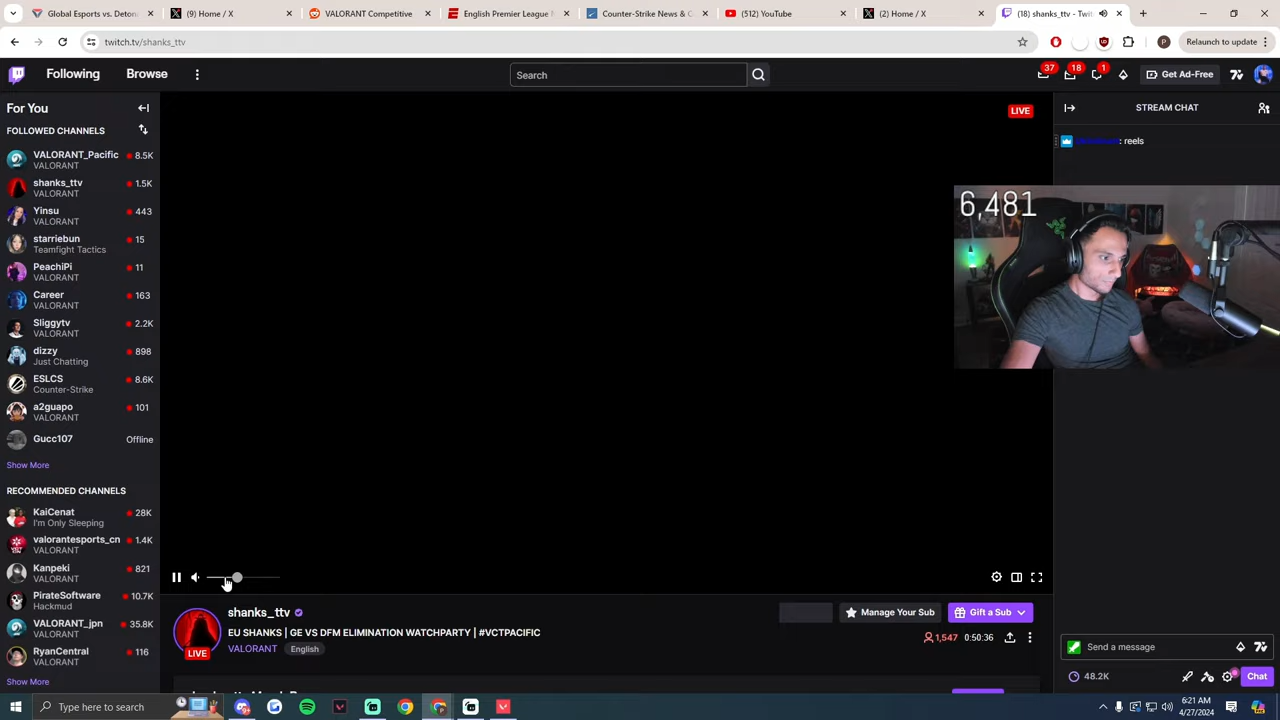 Global Esports vs. Deton
(9) Home / X
VALORANT Competitive
English Premier League N
Counter-Strike News & C
(512) YouTube
(2) Home / X
(18) shanks_ttv - Twit
twitch.tv/shanks_ttv
P
Relaunch to update
Following
Browse
Search
37
18
1
Get Ad-Free
For You
STREAM CHAT
LIVE
FOLLOWED CHANNELS
: reels
VALORANT_Pacific 8.5K
VALORANT
shanks_ttv 1.5K
VALORANT
6,481
Yinsu 443
VALORANT
starriebun 15
Teamfight Tactics
PeachiPi 11
VALORANT
Career 163
VALORANT
Sliggytv 2.2K
VALORANT
dizzy 898
Just Chatting
ESLCS 8.6K
Counter-Strike
a2guapo 101
VALORANT
Gucc107 Offline
Show More
RECOMMENDED CHANNELS
KaiCenat 28K
I'm Only Sleeping
valorantesports_cn 1.4K
VALORANT
Kanpeki 821
VALORANT
PirateSoftware 10.7K
Hackmud
VALORANT_jpn 35.8K
VALORANT
RyanCentral 116
VALORANT
Show More
shanks_ttv
Manage Your Sub
Gift a Sub
EU SHANKS | GE VS DFM ELIMINATION WATCHPARTY | #VCTPACIFIC
1,547 0:50:36
VALORANT English
LIVE
Send a message
48.2K
Chat
Type here to search
6:21 AM
4/27/2024